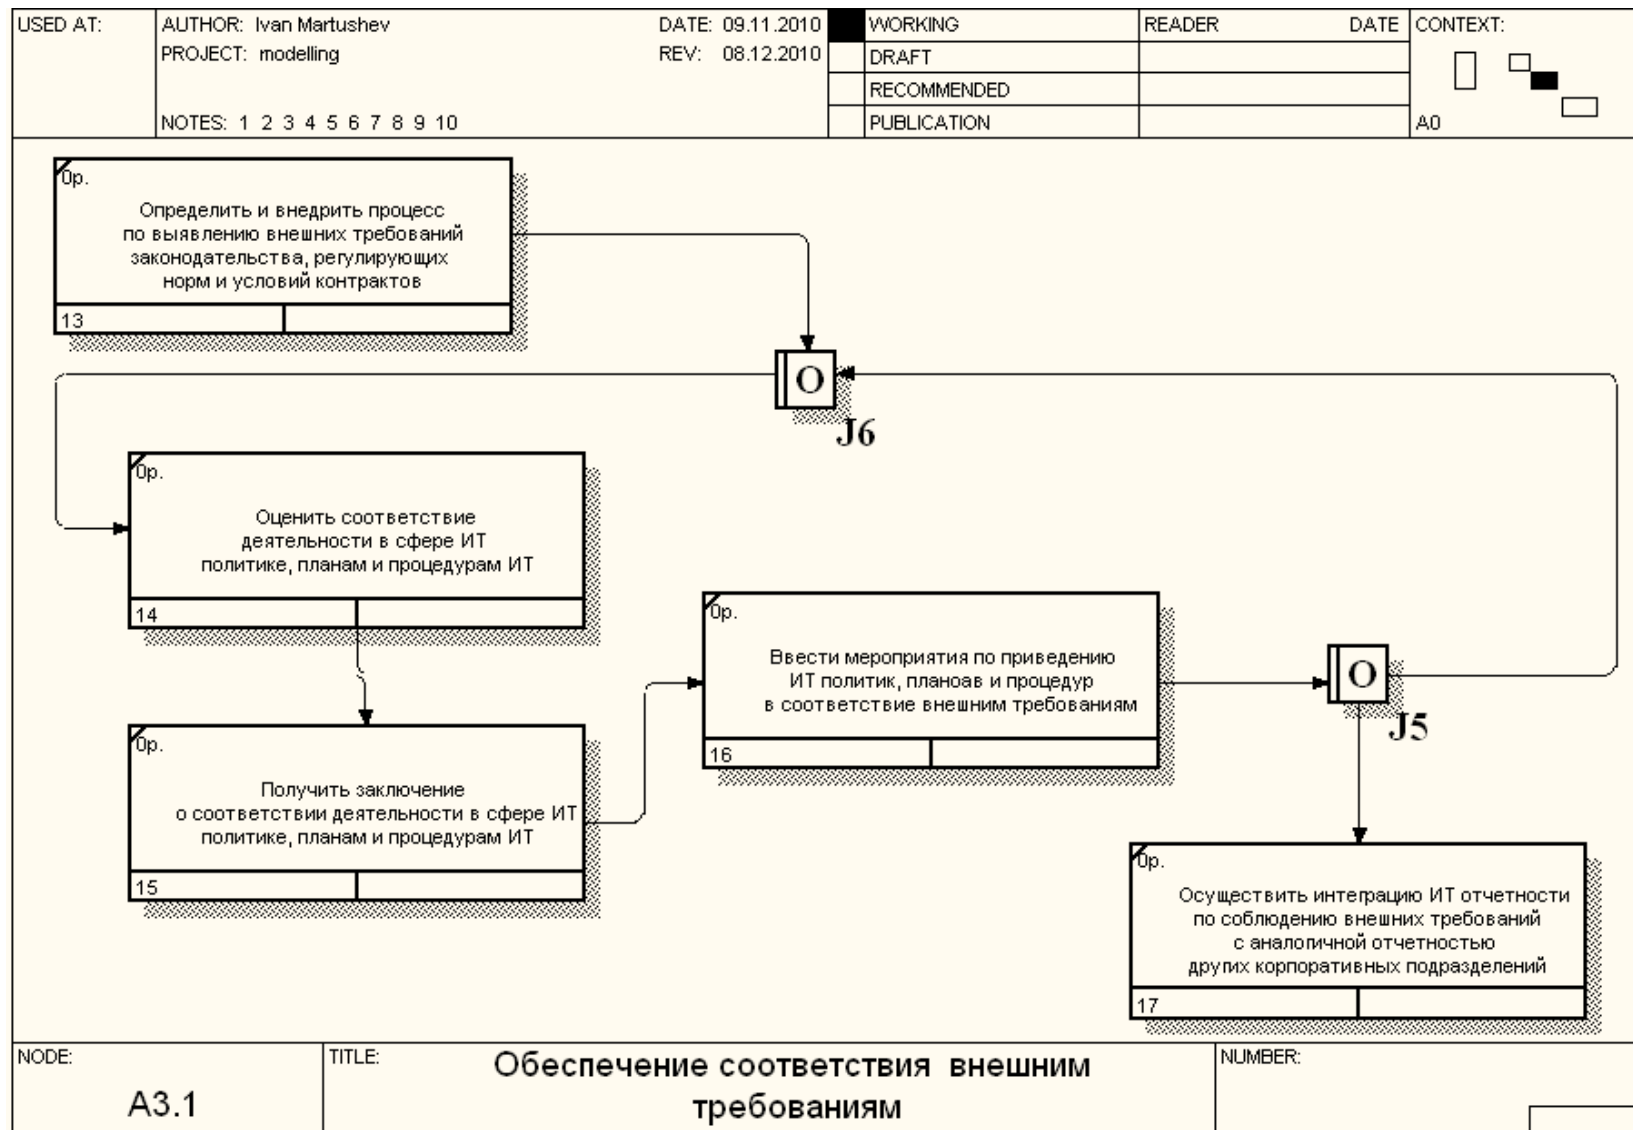 USED AT:
AUTHOR: Ivan Martushev
DATE: 09.11.2010
PROJECT: modelling
REV: 08.12.2010
NOTES: 1 2 3 4 5 6 7 8 9 10
WORKING
DRAFT
RECOMMENDED
PUBLICATION
READER DATE
CONTEXT:
A0
0р.
Определить и внедрить процесс
по выявлению внешних требований
законодательства, регулирующих
норм и условий контрактов
13
O
J6
0р.
Оценить соответствие
деятельности в сфере ИТ
политике, планам и процедурам ИТ
14
0р.
Получить заключение
о соответствии деятельности в сфере ИТ
политике, планам и процедурам ИТ
15
0р.
Ввести мероприятия по приведению
ИТ политик, планоав и процедур
в соответствие внешним требованиям
16
O
J5
0р.
Осуществить интеграцию ИТ отчетности
по соблюдению внешних требований
с аналогичной отчетностью
других корпоративных подразделений
17
NODE:
A3.1
TITLE:
Обеспечение соответствия внешним
требованиям
NUMBER: